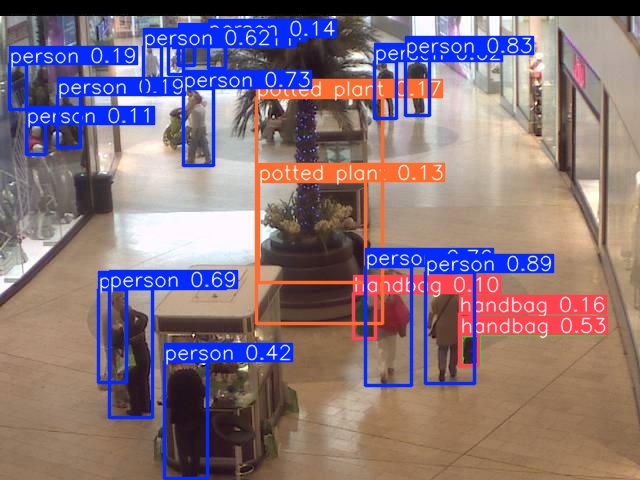 person 0.14
0.62
person 0.83
person 0.19
person 0.73
person 0.19
potted plant 0.17
person 0.11
potted plant 0.13
person 0.89
person 0.69
handbag 0.10
handbag 0.16
handbag 0.53
person 0.42